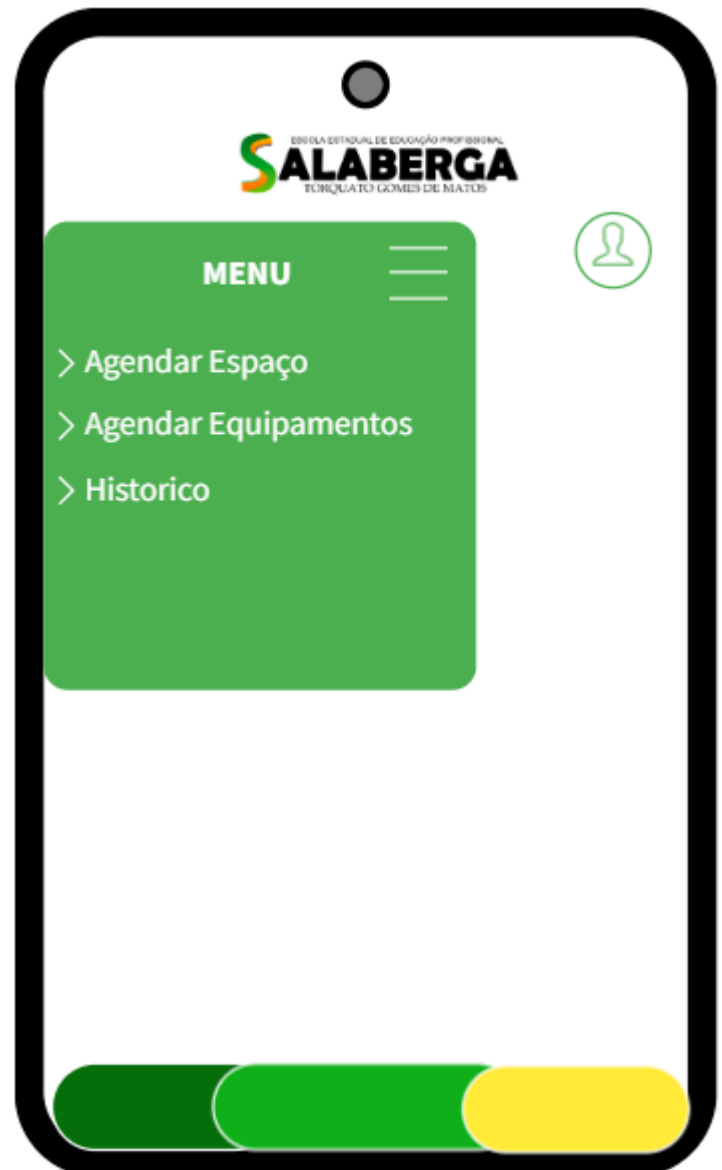 ESCOLA ESTADUAL DE EDUCAÇÃO PROFISSIONAL
SALABERGA
TORQUATO GOMES DE MATOS
MENU
Agendar Espaço
Agendar Equipamentos
Historico